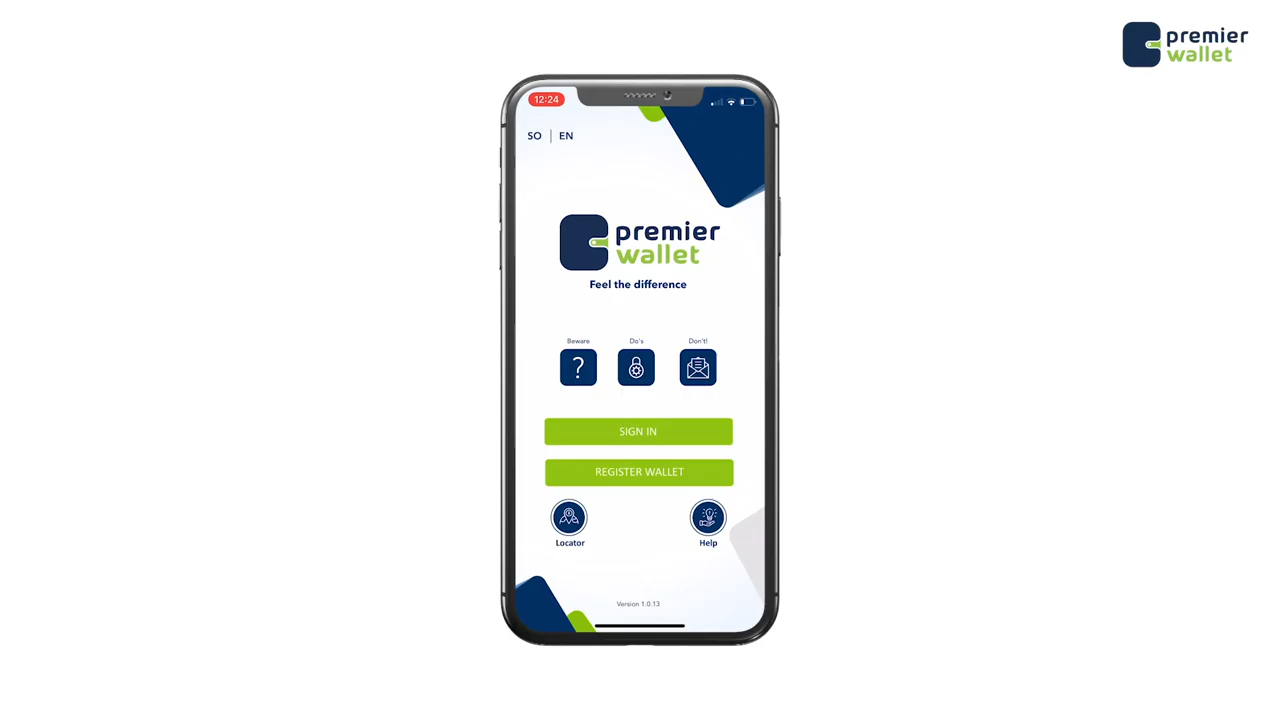 premier
wallet
12:24
SO | EN
premier
wallet
Feel the difference
Beware
Do's
Don't!
?
SIGN IN
REGISTER WALLET
Locator
Help
Version 1.0.13